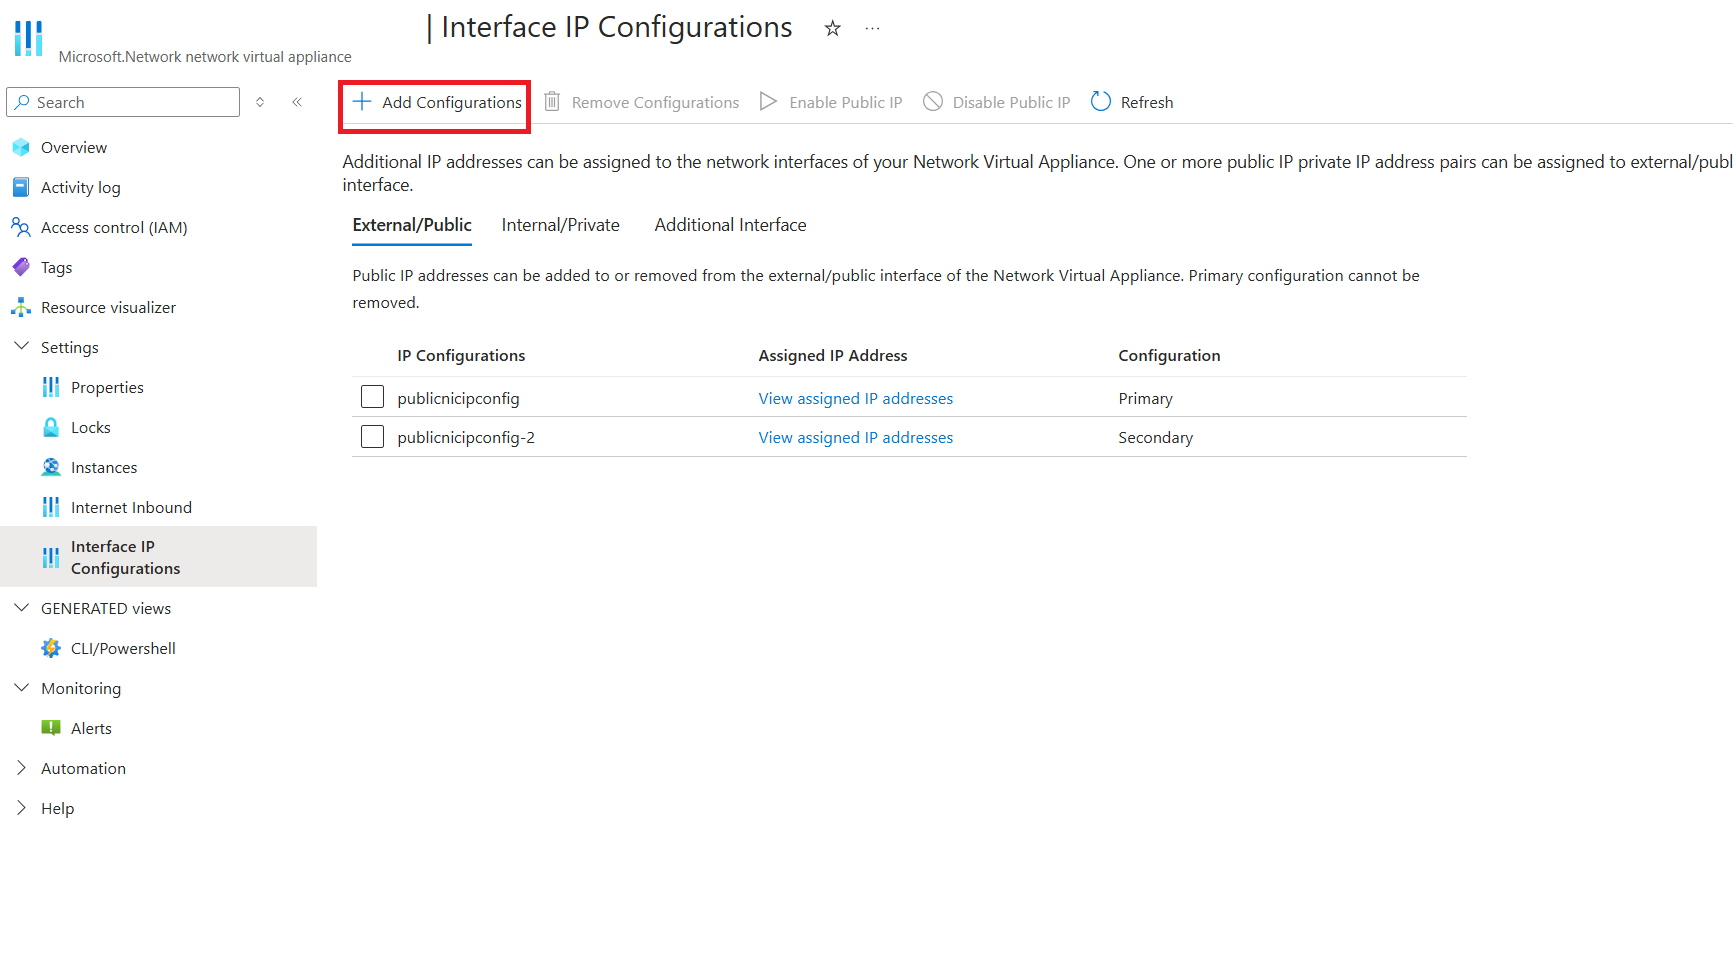 | Interface IP Configurations
Microsoft.Network network virtual appliance
Search
Add Configurations
Remove Configurations
Enable Public IP
Disable Public IP
Refresh
Overview
Activity log
Access control (IAM)
Tags
Resource visualizer
Settings
Properties
Locks
Instances
Internet Inbound
Interface IP
Configurations
GENERATED views
CLI/Powershell
Monitoring
Alerts
Automation
Help
Additional IP addresses can be assigned to the network interfaces of your Network Virtual Appliance. One or more public IP private IP address pairs can be assigned to external/publ
interface.
External/Public
Internal/Private
Additional Interface
Public IP addresses can be added to or removed from the external/public interface of the Network Virtual Appliance. Primary configuration cannot be
removed.
IP Configurations Assigned IP Address Configuration
publicnicipconfig View assigned IP addresses Primary
publicnicipconfig-2 View assigned IP addresses Secondary